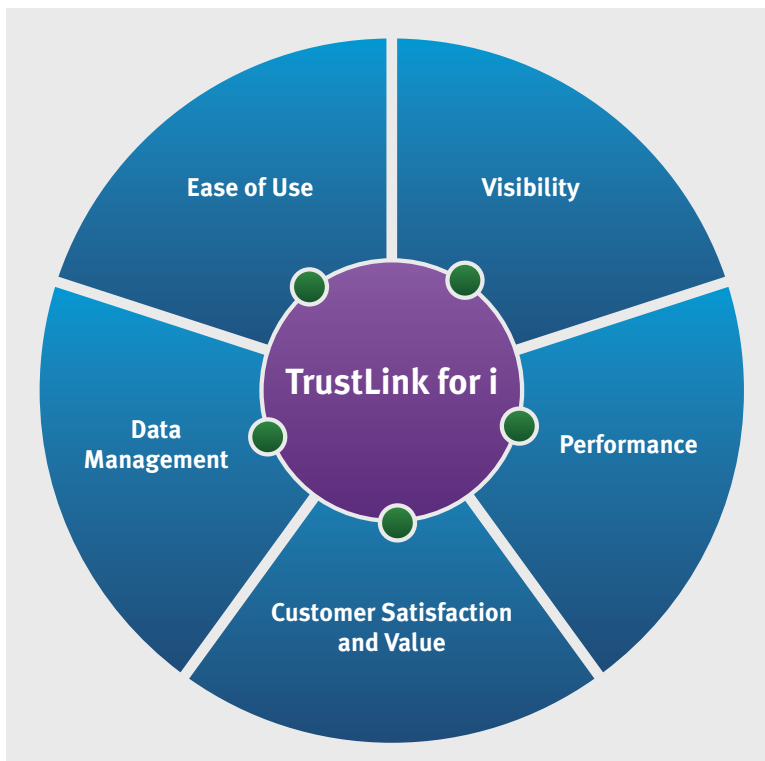 Ease of Use
Visibility
TrustLink for i
Data
Management
Performance
Customer Satisfaction
and Value